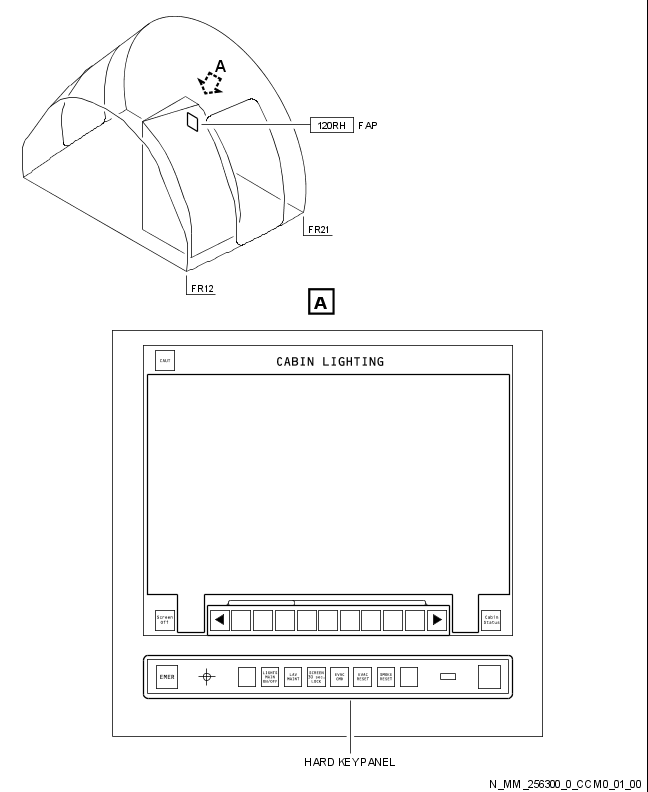 A
120RH FAP
FR21
FR12
A
CAUT
CABIN LIGHTING
Screen
Off
Cabin
Status
EMER
LIGHTS
MAIN
ON/OFF
LAV
MAINT
SCREEN
30 sec.
LOCK
EVAC
CMD
EVAC
RESET
SMOKE
RESET
HARD KEYPANEL
N_MM_256300_0_CCM0_01_00